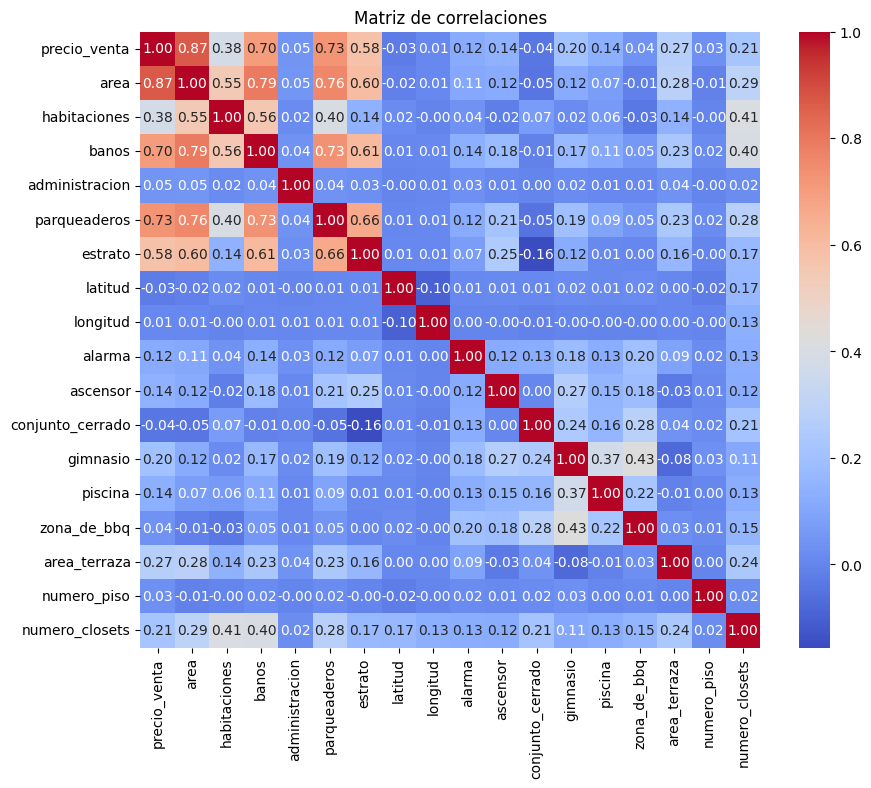 Matriz de correlaciones
precio_venta 1.00 0.87 0.38 0.70 0.05 0.73 0.58 -0.03 0.01 0.12 0.14 -0.04 0.20 0.14 0.04 0.27 0.03 0.21
area 0.87 1.00 0.55 0.79 0.05 0.76 0.60 -0.02 0.01 0.11 0.12 -0.05 0.12 0.07 -0.01 0.28 -0.01 0.29
habitaciones 0.38 0.55 1.00 0.56 0.02 0.40 0.14 0.02 -0.00 0.04 -0.02 0.07 0.02 0.06 -0.03 0.14 -0.00 0.41
banos 0.70 0.79 0.56 1.00 0.04 0.73 0.61 0.01 0.01 0.14 0.18 -0.01 0.17 0.11 0.05 0.23 0.02 0.40
administracion 0.05 0.05 0.02 0.04 1.00 0.04 0.03 -0.00 0.01 0.03 0.01 0.00 0.02 0.01 0.01 0.04 -0.00 0.02
parqueaderos 0.73 0.76 0.40 0.73 0.04 1.00 0.66 0.01 0.01 0.12 0.21 -0.05 0.19 0.09 0.05 0.23 0.02 0.28
estrato 0.58 0.60 0.14 0.61 0.03 0.66 1.00 0.01 0.01 0.07 0.25 -0.16 0.12 0.01 0.00 0.16 -0.00 0.17
latitud -0.03 -0.02 0.02 0.01 -0.00 0.01 0.01 1.00 -0.10 0.01 0.01 0.01 0.02 0.01 0.02 0.00 -0.02 0.17
longitud 0.01 0.01 -0.00 0.01 0.01 0.01 0.01 -0.10 1.00 0.00 -0.00 -0.01 -0.00 -0.00 -0.00 0.00 -0.00 0.13
alarma 0.12 0.11 0.04 0.14 0.03 0.12 0.07 0.01 0.00 1.00 0.12 0.13 0.18 0.13 0.20 0.09 0.02 0.13
ascensor 0.14 0.12 -0.02 0.18 0.01 0.21 0.25 0.01 -0.00 0.12 1.00 0.00 0.27 0.15 0.18 -0.03 0.01 0.12
conjunto_cerrado -0.04 -0.05 0.07 -0.01 0.00 -0.05 -0.16 0.01 -0.01 0.13 0.00 1.00 0.24 0.16 0.28 0.04 0.02 0.21
gimnasio 0.20 0.12 0.02 0.17 0.02 0.19 0.12 0.02 -0.00 0.18 0.27 0.24 1.00 0.37 0.43 -0.08 0.03 0.11
piscina 0.14 0.07 0.06 0.11 0.01 0.09 0.01 0.01 -0.00 0.13 0.15 0.16 0.37 1.00 0.22 -0.01 0.00 0.13
zona_de_bbq 0.04 -0.01 -0.03 0.05 0.01 0.05 0.00 0.02 -0.00 0.20 0.18 0.28 0.43 0.22 1.00 0.03 0.01 0.15
area_terraza 0.27 0.28 0.14 0.23 0.04 0.23 0.16 0.00 0.00 0.09 -0.03 0.04 -0.08 -0.01 0.03 1.00 0.00 0.24
numero_piso 0.03 -0.01 -0.00 0.02 -0.00 0.02 -0.00 -0.02 -0.00 0.02 0.01 0.02 0.03 0.00 0.01 0.00 1.00 0.02
numero_closets 0.21 0.29 0.41 0.40 0.02 0.28 0.17 0.17 0.13 0.13 0.12 0.21 0.11 0.13 0.15 0.24 0.02 1.00
precio_venta
area
habitaciones
banos
administracion
parqueaderos
estrato
latitud
longitud
alarma
ascensor
conjunto_cerrado
gimnasio
piscina
zona_de_bbq
area_terraza
numero_piso
numero_closets
1.0
0.8
0.6
0.4
0.2
0.0